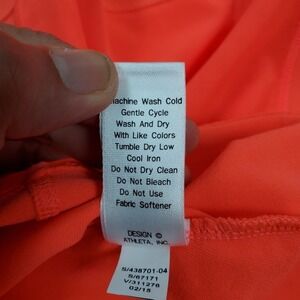 Machine Wash Cold
Gentle Cycle
Wash And Dry
With Like Colors
Tumble Dry Low
Cool Iron
Do Not Dry Clean
Do Not Bleach
Do Not Use
Fabric Softener
DESIGN ©
ATHLETA, INC.
S/438701-04
S/67171
V/311276
02/15